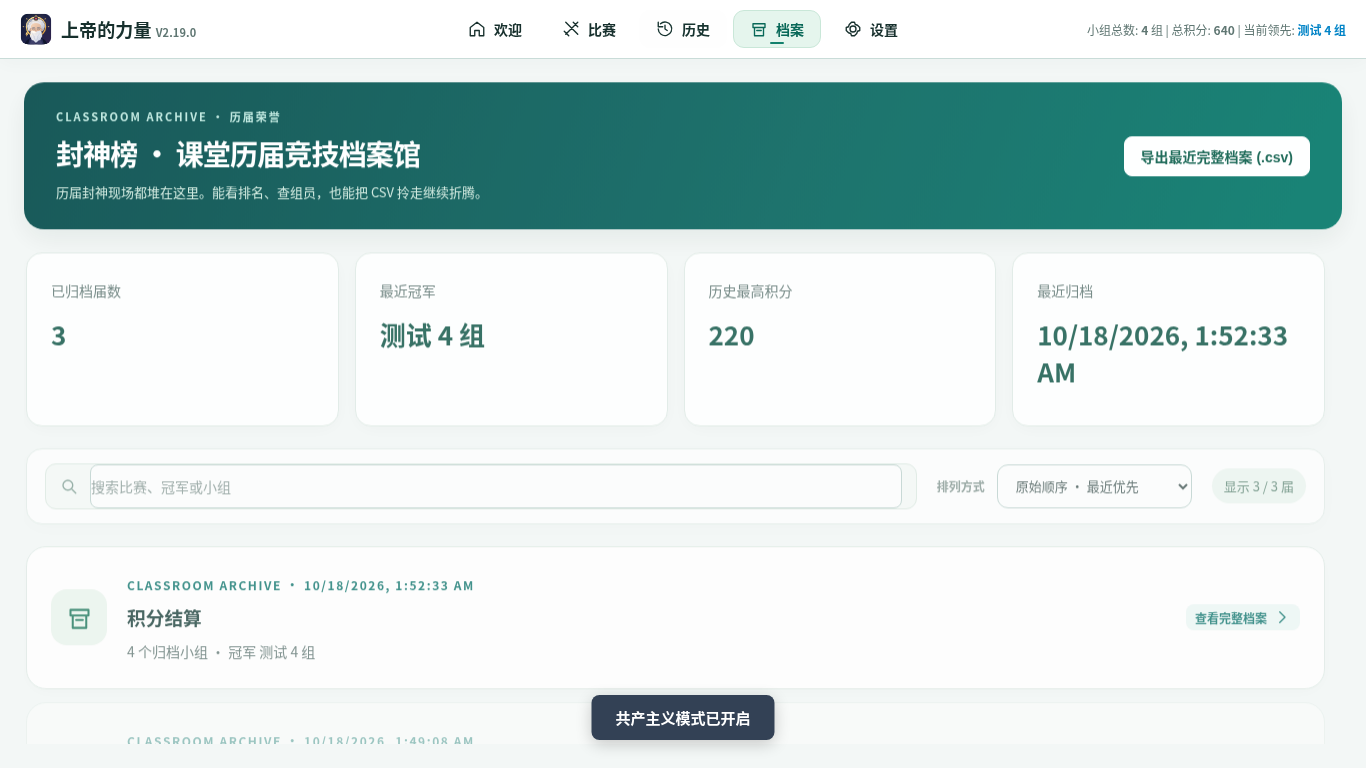 上帝的力量 V2.19.0
欢迎
比赛
历史
档案
设置
小组总数: 4 组 | 总积分: 640 | 当前领先: 测试 4 组
CLASSROOM ARCHIVE · 历届荣誉
封神榜 · 课堂历届竞技档案馆
历届封神现场都堆在这里。能看排名、查组员，也能把 CSV 拎走继续折腾。
导出最近完整档案 (.csv)
已归档届数
3
最近冠军
测试 4 组
历史最高积分
220
最近归档
10/18/2026, 1:52:33
AM
搜索比赛、冠军或小组
排列方式
原始顺序 · 最近优先
显示 3 / 3 届
CLASSROOM ARCHIVE · 10/18/2026, 1:52:33 AM
积分结算
4 个归档小组 · 冠军 测试 4 组
查看完整档案
共产主义模式已开启
CLASSROOM ARCHIVE · 10/18/2026, 1:49:08 AM